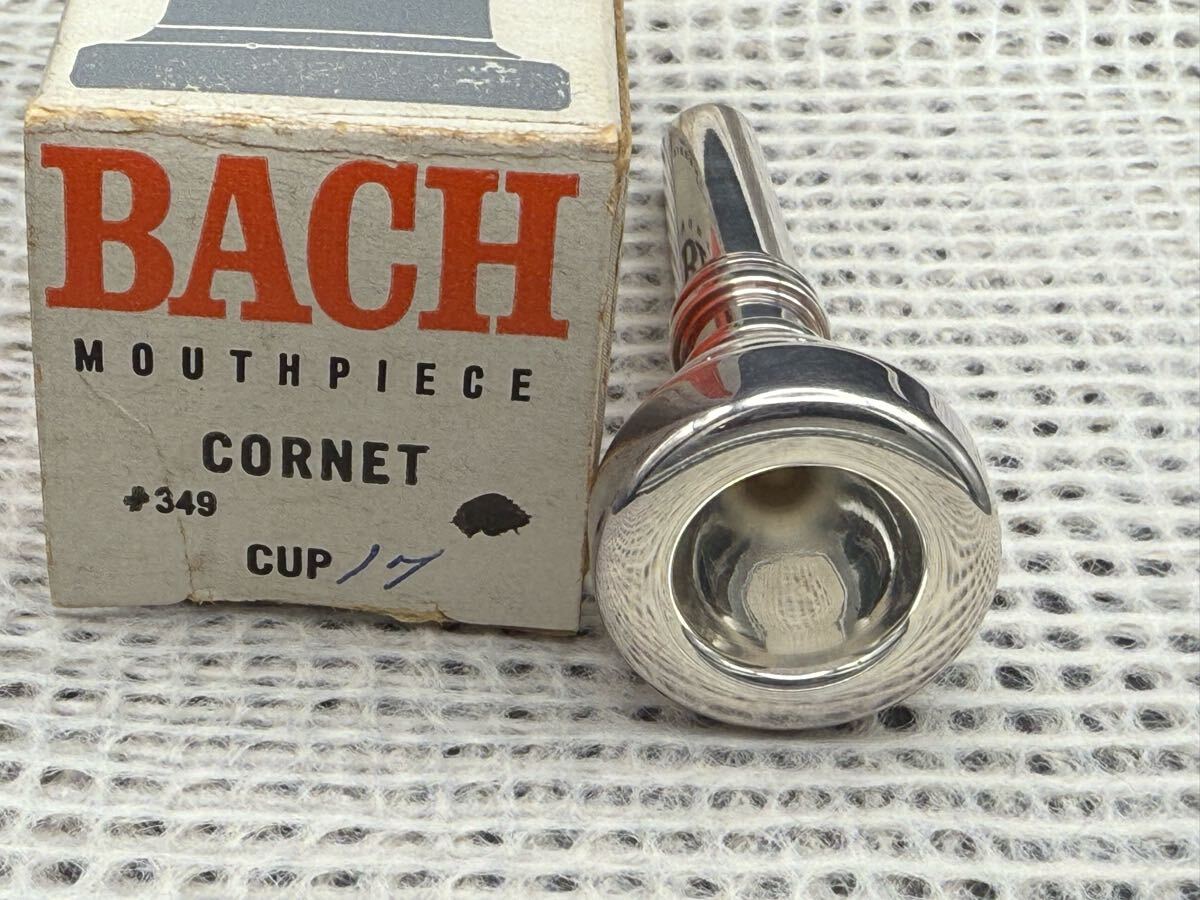 BACH
MOUTHPIECE
CORNET
#349
CUP 17